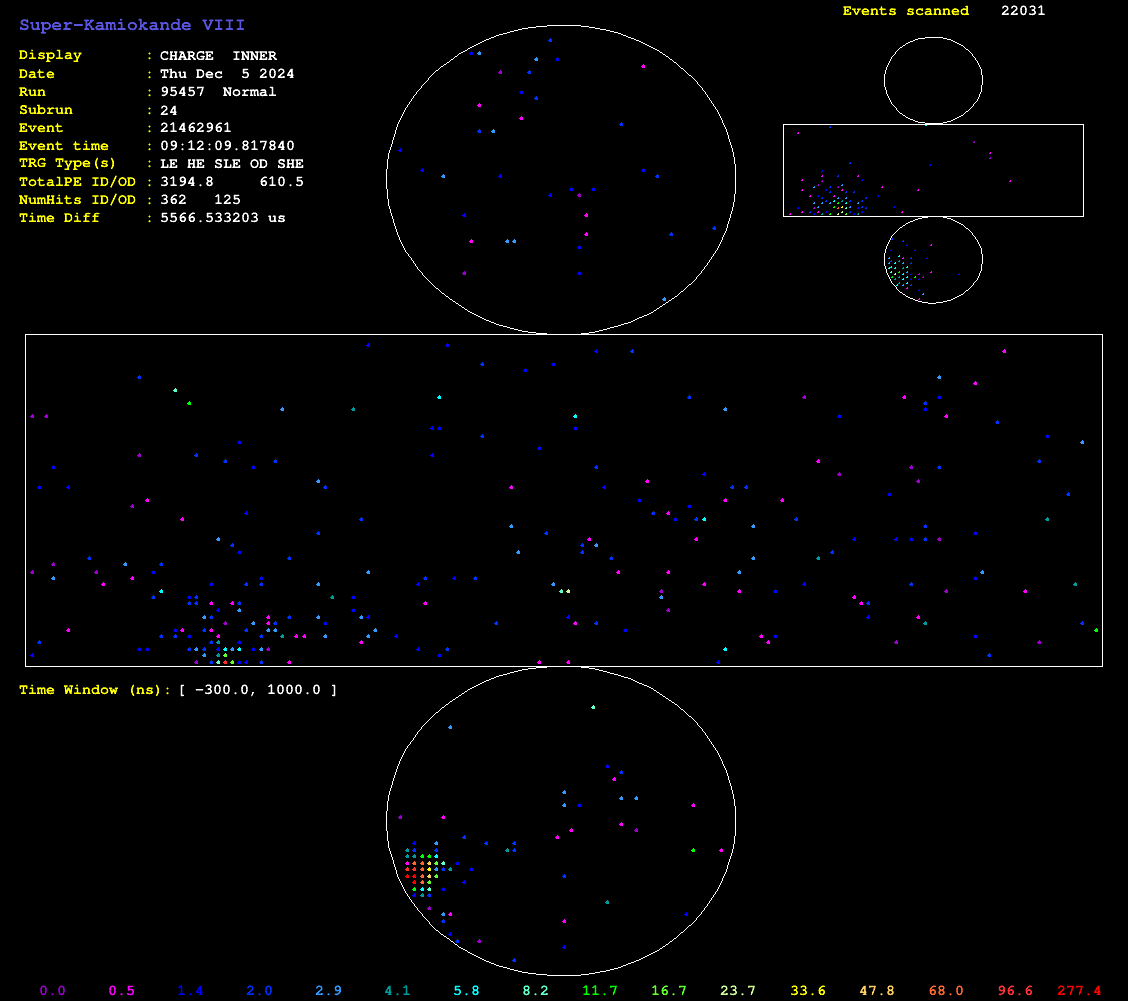 Super-Kamiokande VIII
Events scanned 22031
Display : CHARGE INNER
Date : Thu Dec 5 2024
Run : 95457 Normal
Subrun : 24
Event : 21462961
Event time : 09:12:09.817840
TRG Type(s) : LE HE SLE OD SHE
TotalPE ID/OD : 3194.8 610.5
NumHits ID/OD : 362 125
Time Diff : 5566.533203 us
Time Window (ns): [ -300.0, 1000.0 ]
0.0 0.5 1.4 2.0 2.9 4.1 5.8 8.2 11.7 16.7 23.7 33.6 47.8 68.0 96.6 277.4